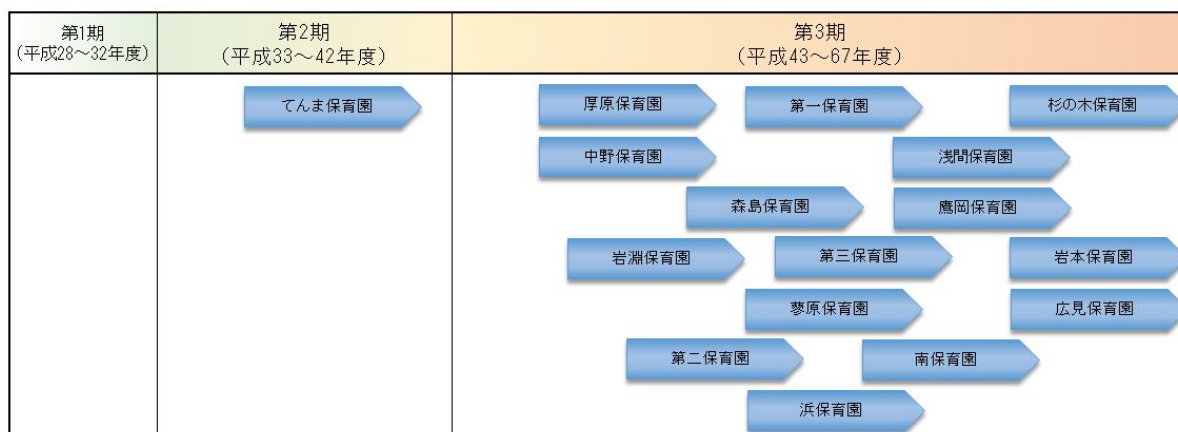 第1期
(平成28～32年度)
第2期
(平成33～42年度)
第3期
(平成43～67年度)
てんま保育園
厚原保育園
第一保育園
杉の木保育園
中野保育園
浅間保育園
森島保育園
鷹岡保育園
岩淵保育園
第三保育園
岩本保育園
蓼原保育園
広見保育園
第二保育園
南保育園
浜保育園